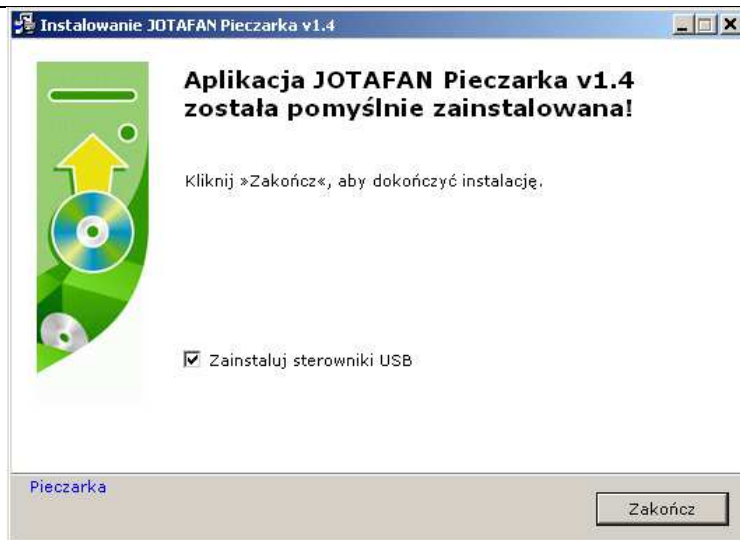 Instalowanie JOTAFAN Pieczarka v1.4
Aplikacja JOTAFAN Pieczarka v1.4
została pomyślnie zainstalowana!
Kliknij »Zakończ«, aby dokończyć instalację.
Zainstaluj sterowniki USB
Pieczarka
Zakończ